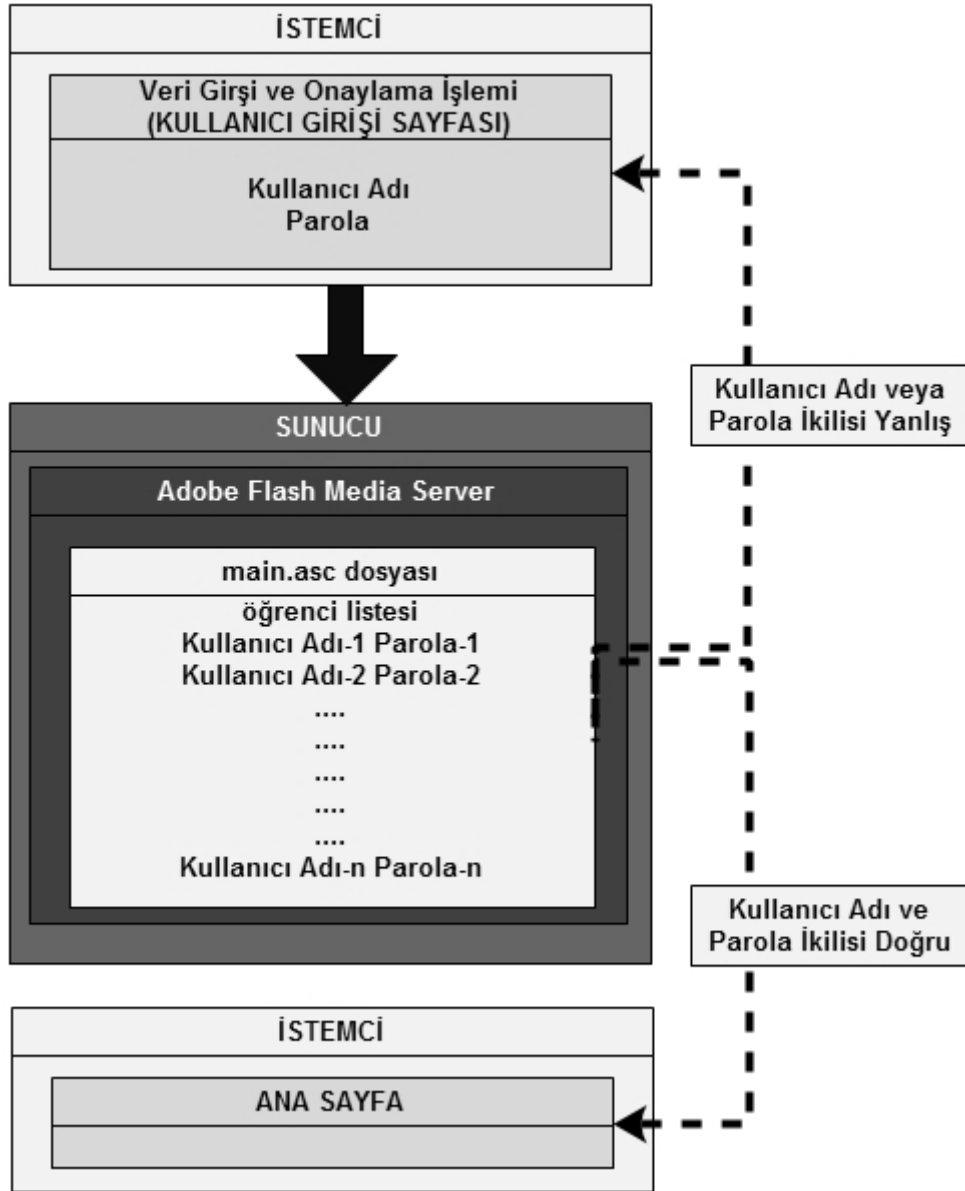 İSTEMCİ
Veri Girşi ve Onaylama İşlemi
(KULLANICI GİRİŞİ SAYFASI)
Kullanıcı Adı
Parola
Kullanıcı Adı veya
Parola İkilisi Yanlış
SUNUCU
Adobe Flash Media Server
main.asc dosyası
öğrenci listesi
Kullanıcı Adı-1 Parola-1
Kullanıcı Adı-2 Parola-2
....
....
....
....
....
Kullanıcı Adı-n Parola-n
Kullanıcı Adı ve
Parola İkilisi Doğru
İSTEMCİ
ANA SAYFA